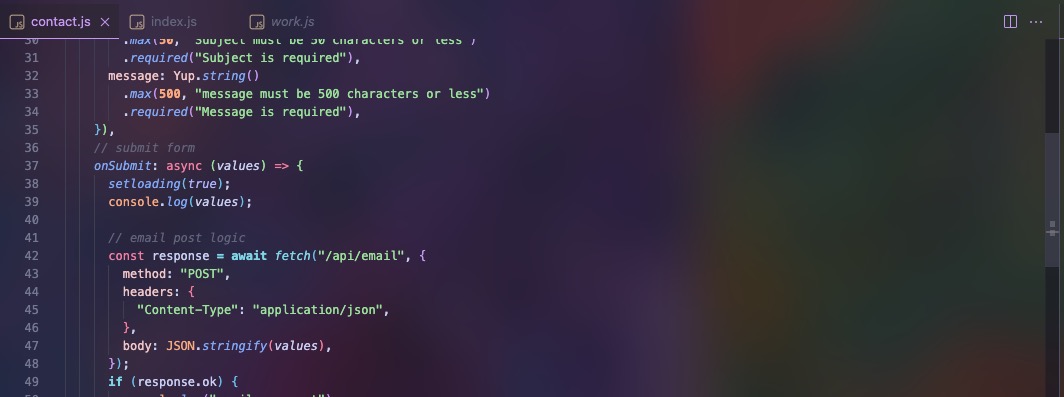 contact.js index.js work.js
30 .max(50, "Subject must be 50 characters or less")
31 .required("Subject is required"),
32 message: Yup.string()
33 .max(500, "message must be 500 characters or less")
34 .required("Message is required"),
35 }),
36 // submit form
37 onSubmit: async (values) => {
38 setloading(true);
39 console.log(values);
40
41 // email post logic
42 const response = await fetch("/api/email", {
43 method: "POST",
44 headers: {
45 "Content-Type": "application/json",
46 },
47 body: JSON.stringify(values),
48 });
49 if (response.ok) {